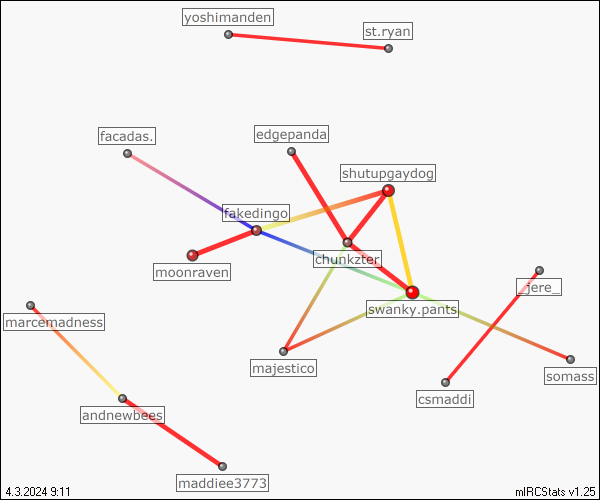 yoshimanden
st.ryan
facadas.
edgepanda
shutupgaydog
fakedingo
chunkzter
moonraven
_jere_
swanky.pants
marcemadness
majestico
somass
csmaddi
andnewbees
maddiee3773
4.3.2024 9:11
mIRCStats v1.25